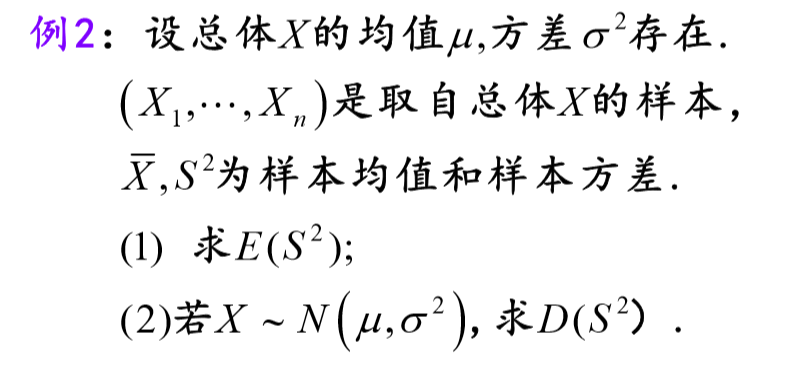 例2：设总体X的均值μ,方差σ²存在.
(X₁,⋯,Xₙ)是取自总体X的样本，
X̅,S²为样本均值和样本方差.
(1) 求E(S²);
(2)若X ~ N(μ,σ²), 求D(S²）.